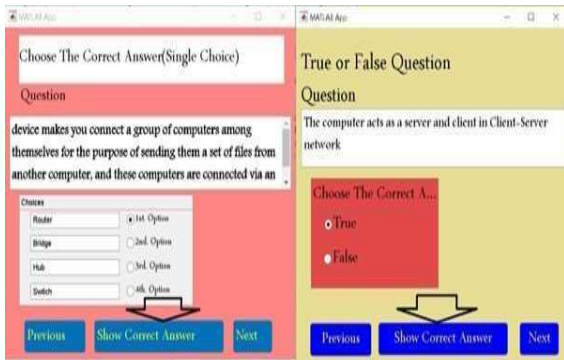 MATLAB App
Choose The Correct Answer(Single Choice)
Question
device makes you connect a group of computers among
themselves for the purpose of sending them a set of files from
another computer, and these computers are connected via an
Choices
Router
1st. Option
Bridge
2nd. Option
Hub
3rd. Option
Switch
4th. Option
Previous
Show Correct Answer
Next
MATLAB App
True or False Question
Question
The computer acts as a server and client in Client-Server
network
Choose The Correct A...
True
False
Previous
Show Correct Answer
Next